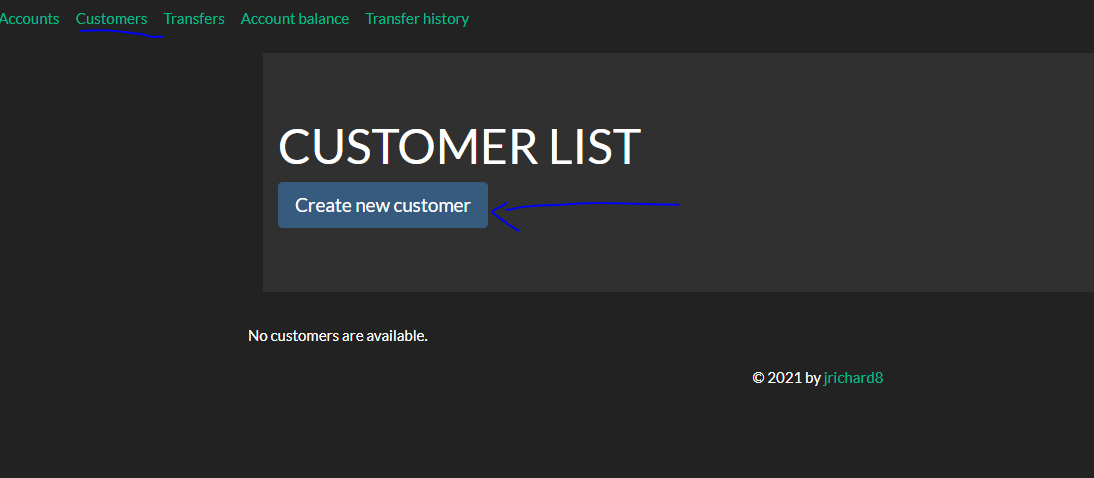 Accounts Customers Transfers Account balance Transfer history
CUSTOMER LIST
Create new customer
No customers are available.
© 2021 by jrichard8